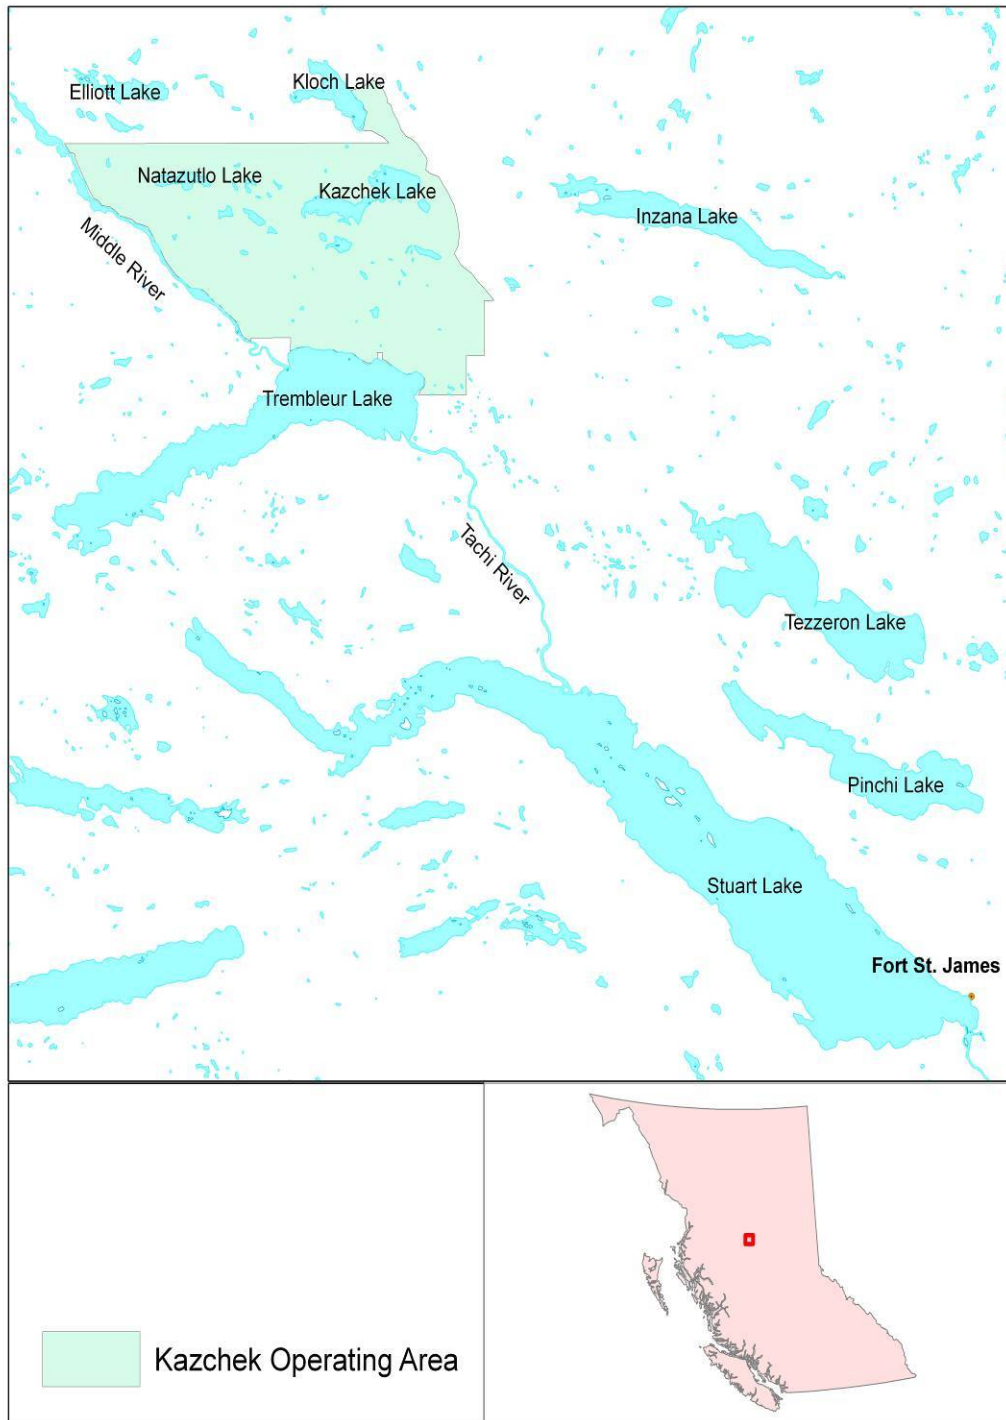 Kloch Lake
Elliott Lake
Natazutlo Lake
Kazchek Lake
Inzana Lake
Middle River
Trembleur Lake
Tachi River
Tezzeron Lake
Pinchi Lake
Stuart Lake
Fort St. James
Kazchek Operating Area